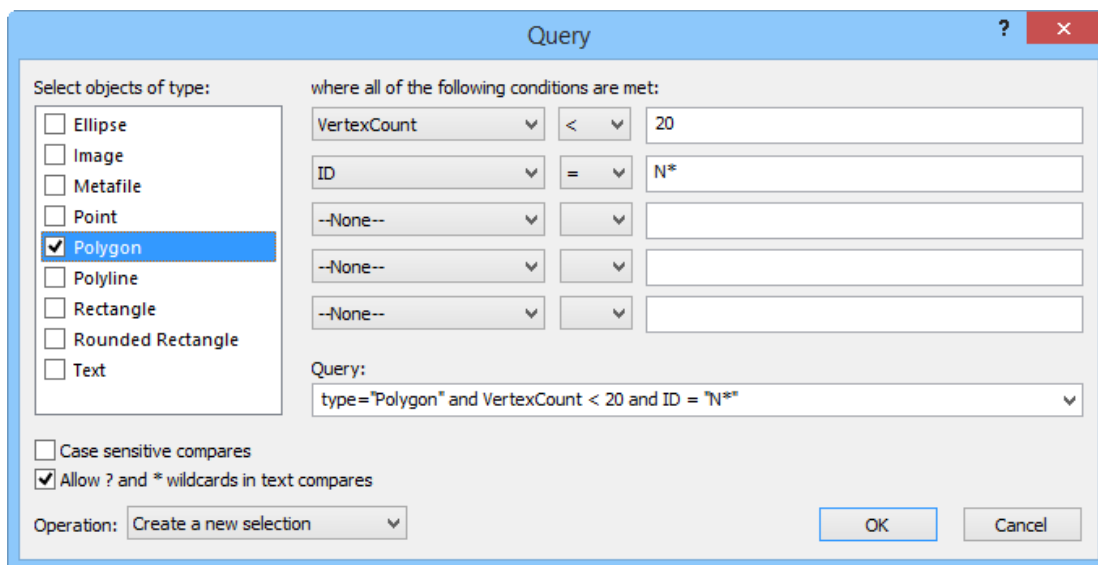 Query
?
Select objects of type:
where all of the following conditions are met:
Ellipse
Image
Metafile
Point
Polygon
Polyline
Rectangle
Rounded Rectangle
Text
VertexCount < 20
ID = N*
--None--
--None--
--None--
Query:
type="Polygon" and VertexCount < 20 and ID = "N*"
Case sensitive compares
Allow ? and * wildcards in text compares
Operation: Create a new selection
OK Cancel